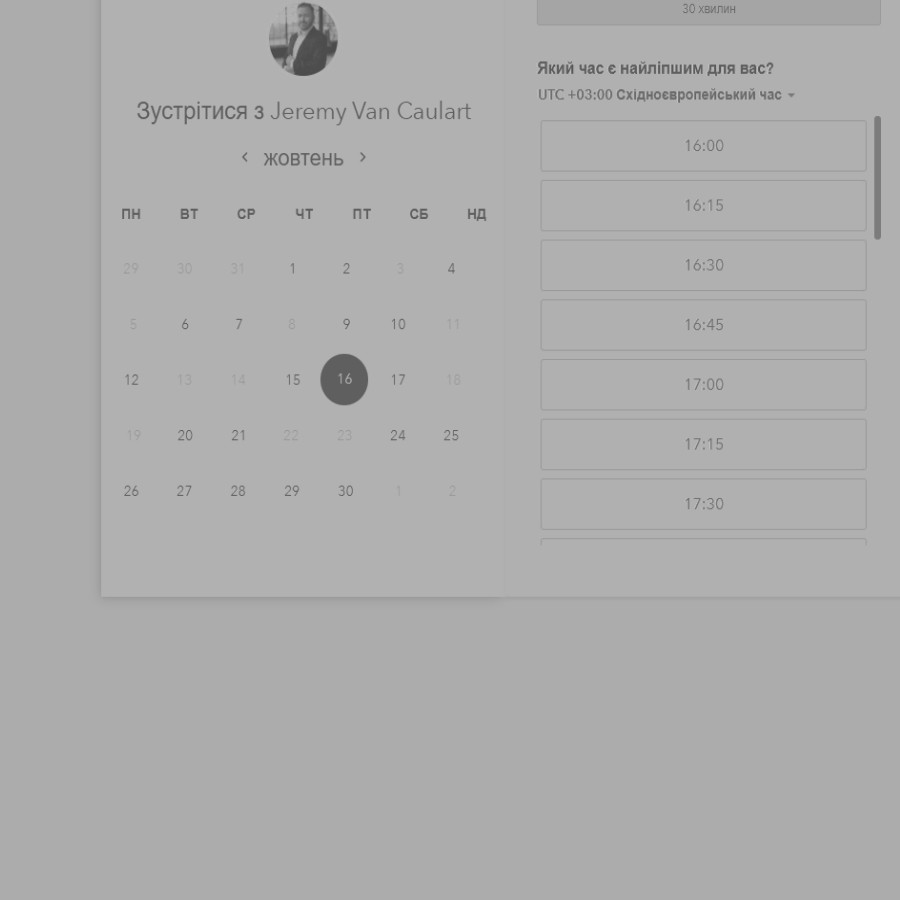 Зустрітися з Jeremy Van Caulart
жовтень
ПН ВТ СР ЧТ ПТ СБ НД
29 30 31 1 2 3 4
5 6 7 8 9 10 11
12 13 14 15 16 17 18
19 20 21 22 23 24 25
26 27 28 29 30 1 2
30 хвилин
Який час є найліпшим для вас?
UTC +03:00 Східноєвропейський час
16:00
16:15
16:30
16:45
17:00
17:15
17:30